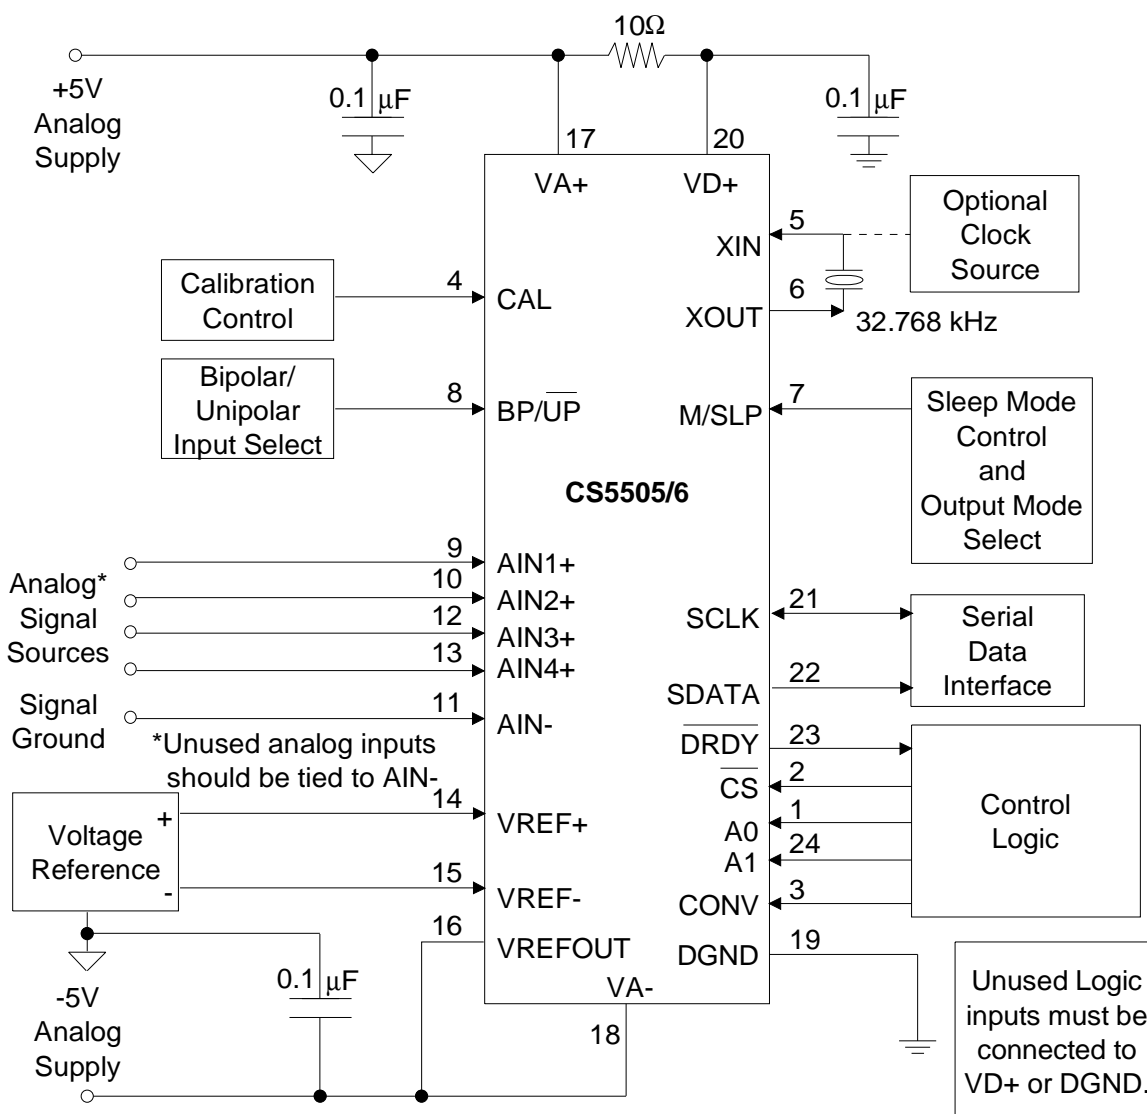 10Ω
+5V
Analog
Supply
0.1 µF
0.1 µF
17
20
VA+
VD+
5
XIN
Optional
Clock
Source
Calibration
Control
4
CAL
6
XOUT
32.768 kHz
Bipolar/
Unipolar
Input Select
8
BP/U̅P̅
7
M/SLP
Sleep Mode
Control
and
Output Mode
Select
CS5505/6
Analog*
Signal
Sources
9
AIN1+
10
AIN2+
12
AIN3+
13
AIN4+
Signal
Ground
11
AIN-
*Unused analog inputs
should be tied to AIN-
21
SCLK
22
SDATA
Serial
Data
Interface
23
D̅R̅D̅Y̅
2
C̅S̅
1
A0
24
A1
3
CONV
Control
Logic
19
DGND
Voltage
Reference
+
-
14
VREF+
15
VREF-
16
VREFOUT
VA-
18
0.1 µF
-5V
Analog
Supply
Unused Logic
inputs must be
connected to
VD+ or DGND.